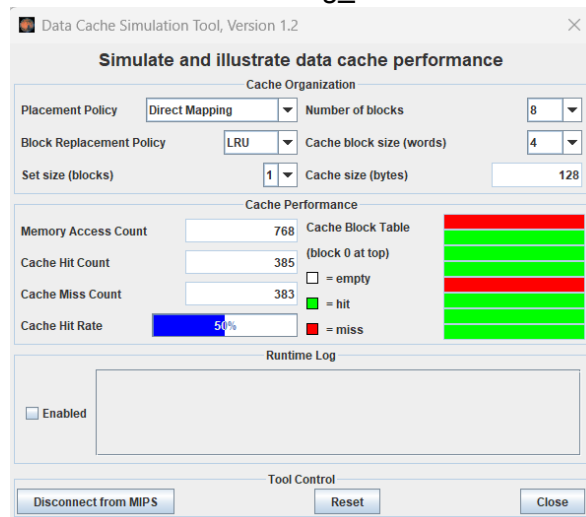 Data Cache Simulation Tool, Version 1.2
Simulate and illustrate data cache performance
Cache Organization
Placement Policy Direct Mapping Number of blocks 8
Block Replacement Policy LRU Cache block size (words) 4
Set size (blocks) 1 Cache size (bytes) 128
Cache Performance
Memory Access Count 768 Cache Block Table
(block 0 at top)
Cache Hit Count 385
= empty
Cache Miss Count 383
= hit
Cache Hit Rate 50% = miss
Runtime Log
Enabled
Tool Control
Disconnect from MIPS Reset Close